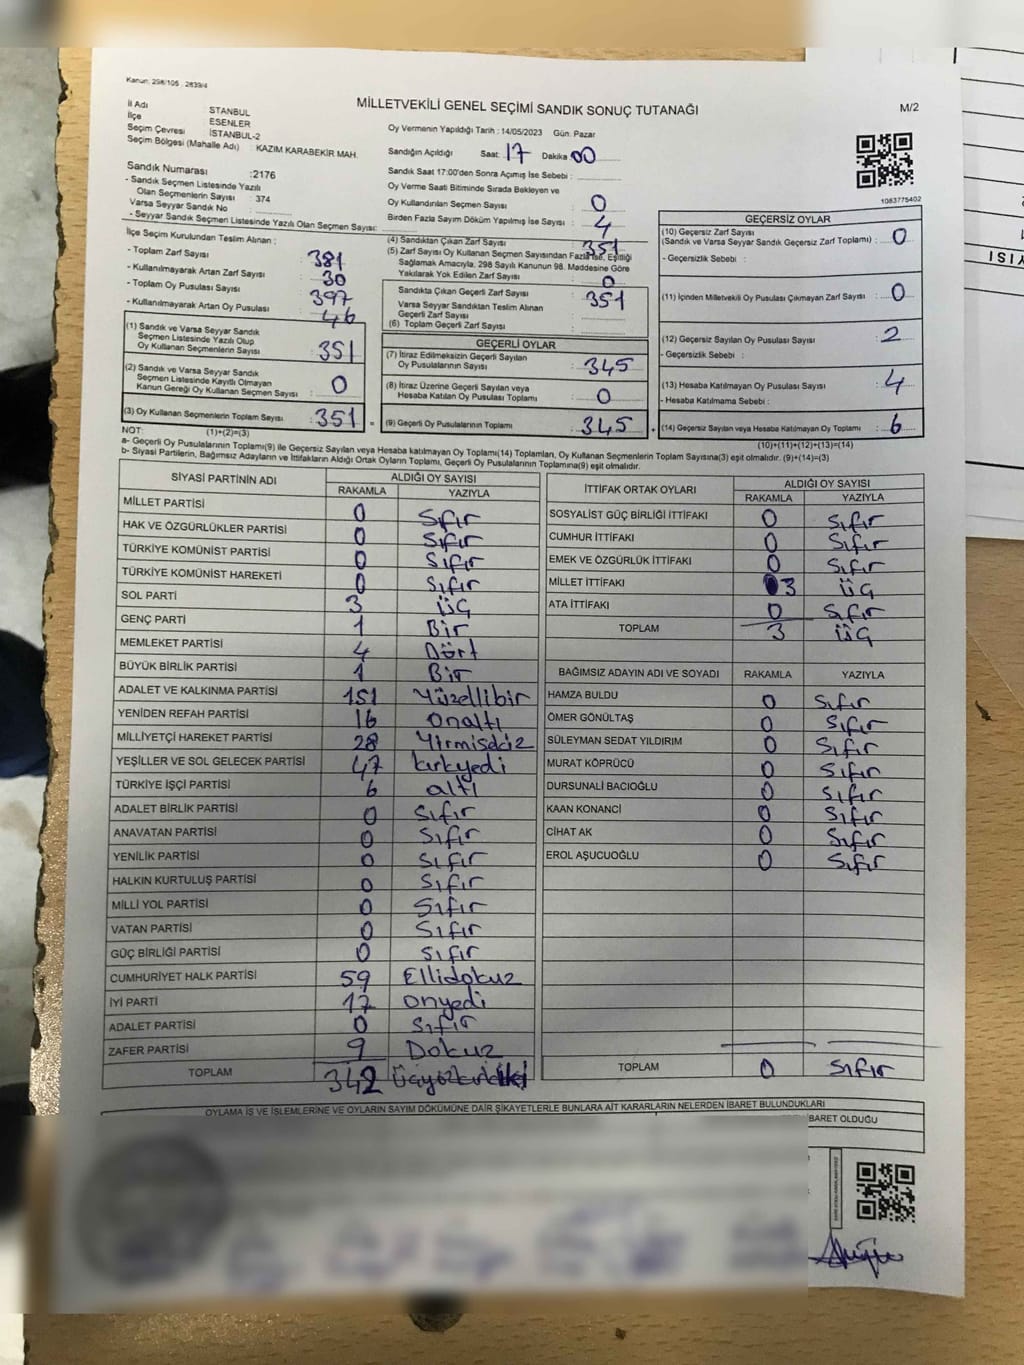 Kanun: 298/105 : 2839/4
MİLLETVEKİLİ GENEL SEÇİMİ SANDIK SONUÇ TUTANAĞI
M/2
İl Adı : STANBUL
İlçe : ESENLER
Seçim Çevresi : İSTANBUL-2
Seçim Bölgesi (Mahalle Adı) : KAZIM KARABEKİR MAH.
Oy Vermenin Yapıldığı Tarih : 14/05/2023 Gün: Pazar
Sandığın Açıldığı Saat: 17 Dakika 00
Sandık Saat 17:00'den Sonra Açımış İse Sebebi :
Oy Verme Saati Bitiminde Sırada Bekleyen ve
Oy Kullandırılan Seçmen Sayısı : 0
Birden Fazla Sayım Döküm Yapılmış İse Sayısı : 4
1083775402
Sandık Numarası :2176
- Sandık Seçmen Listesinde Yazılı
Olan Seçmenlerin Sayısı : 374
Varsa Seyyar Sandık No :
- Seyyar Sandık Seçmen Listesinde Yazılı Olan Seçmen Sayısı:
İlçe Seçim Kurulundan Teslim Alınan :
- Toplam Zarf Sayısı : 381
- Kullanılmayarak Artan Zarf Sayısı : 30
- Toplam Oy Pusulası Sayısı : 397
- Kullanılmayarak Artan Oy Pusulası : 46
(1) Sandık ve Varsa Seyyar Sandık
Seçmen Listesinde Yazılı Olup
Oy Kullanan Seçmenlerin Sayısı : 351
(2) Sandık ve Varsa Seyyar Sandık
Seçmen Listesinde Kayıtlı Olmayan
Kanun Gereği Oy Kullanan Seçmen Sayısı : 0
(3) Oy Kullanan Seçmenlerin Toplam Sayısı : 351
(1)+(2)=(3)
(4) Sandıktan Çıkan Zarf Sayısı : 351
(5) Zarf Sayısı Oy Kullanan Seçmen Sayısından Fazla ise, Eşitliği
Sağlamak Amacıyla, 298 Sayılı Kanunun 98. Maddesine Göre
Yakılarak Yok Edilen Zarf Sayısı : 0
Sandıkta Çıkan Geçerli Zarf Sayısı : 351
Varsa Seyyar Sandıktan Teslim Alınan
Geçerli Zarf Sayısı :
(6) Toplam Geçerli Zarf Sayısı :
GEÇERLİ OYLAR
(7) İtiraz Edilmeksizin Geçerli Sayılan
Oy Pusulalarının Sayısı : 345
(8) İtiraz Üzerine Geçerli Sayılan veya
Hesaba Katılan Oy Pusulası Toplamı : 0
(9) Geçerli Oy Pusulalarının Toplamı : 345
GEÇERSİZ OYLAR
(10) Geçersiz Zarf Sayısı
(Sandık ve Varsa Seyyar Sandık Geçersiz Zarf Toplamı) : 0
- Geçersizlik Sebebi :
(11) İçinden Milletvekili Oy Pusulası Çıkmayan Zarf Sayısı : 0
(12) Geçersiz Sayılan Oy Pusulası Sayısı : 2
- Geçersizlik Sebebi :
(13) Hesaba Katılmayan Oy Pusulası Sayısı : 4
- Hesaba Katılmama Sebebi :
(14) Geçersiz Sayılan veya Hesaba Katılmayan Oy Toplamı : 6
(10)+(11)+(12)+(13)=(14)
NOT:
a- Geçerli Oy Pusulalarının Toplamı(9) ile Geçersiz Sayılan veya Hesaba katılmayan Oy Toplamı(14) Toplamları, Oy Kullanan Seçmenlerin Toplam Sayısına(3) eşit olmalıdır. (9)+(14)=(3)
b- Siyasi Partilerin, Bağımsız Adayların ve İttifakların Aldığı Ortak Oyların Toplamı, Geçerli Oy Pusulalarının Toplamına(9) eşit olmalıdır.
SİYASİ PARTİNİN ADI ALDIĞI OY SAYISI
RAKAMLA YAZIYLA
MİLLET PARTİSİ 0 Sıfır
HAK VE ÖZGÜRLÜKLER PARTİSİ 0 Sıfır
TÜRKİYE KOMÜNİST PARTİSİ 0 Sıfır
TÜRKİYE KOMÜNİST HAREKETİ 0 Sıfır
SOL PARTİ 3 üç
GENÇ PARTİ 1 Bir
MEMLEKET PARTİSİ 4 Dört
BÜYÜK BİRLİK PARTİSİ 1 Bir
ADALET VE KALKINMA PARTİSİ 151 Yüzellibir
YENİDEN REFAH PARTİSİ 16 onaltı
MİLLİYETÇİ HAREKET PARTİSİ 28 Yirmisekiz
YEŞİLLER VE SOL GELECEK PARTİSİ 47 kırkyedi
TÜRKİYE İŞÇİ PARTİSİ 6 altı
ADALET BİRLİK PARTİSİ 0 Sıfır
ANAVATAN PARTİSİ 0 Sıfır
YENİLİK PARTİSİ 0 Sıfır
HALKIN KURTULUŞ PARTİSİ 0 Sıfır
MİLLİ YOL PARTİSİ 0 Sıfır
VATAN PARTİSİ 0 Sıfır
GÜÇ BİRLİĞİ PARTİSİ 0 Sıfır
CUMHURİYET HALK PARTİSİ 59 Ellidokuz
İYİ PARTİ 17 onyedi
ADALET PARTİSİ 0 Sıfır
ZAFER PARTİSİ 9 Dokuz
TOPLAM 342
İTTİFAK ORTAK OYLARI ALDIĞI OY SAYISI
RAKAMLA YAZIYLA
SOSYALİST GÜÇ BİRLİĞİ İTTİFAKI 0 Sıfır
CUMHUR İTTİFAKI 0 Sıfır
EMEK VE ÖZGÜRLÜK İTTİFAKI 0 Sıfır
MİLLET İTTİFAKI 3 üç
ATA İTTİFAKI 0 Sıfır
TOPLAM 3 üç
BAĞIMSIZ ADAYIN ADI VE SOYADI RAKAMLA YAZIYLA
HAMZA BULDU 0 Sıfır
ÖMER GÖNÜLTAŞ 0 Sıfır
SÜLEYMAN SEDAT YILDIRIM 0 Sıfır
MURAT KÖPRÜCÜ 0 Sıfır
DURSUNALİ BACIOĞLU 0 Sıfır
KAAN KONANCİ 0 Sıfır
CİHAT AK 0 Sıfır
EROL AŞUCUOĞLU 0 Sıfır
TOPLAM 0 Sıfır
OYLAMA İŞ VE İŞLEMLERİNE VE OYLARIN SAYIM DÖKÜMÜNE DAİR ŞİKAYETLERLE BUNLARA AİT KARARLARIN NELERDEN İBARET BULUNDUKLARI
İBARET OLDUĞU